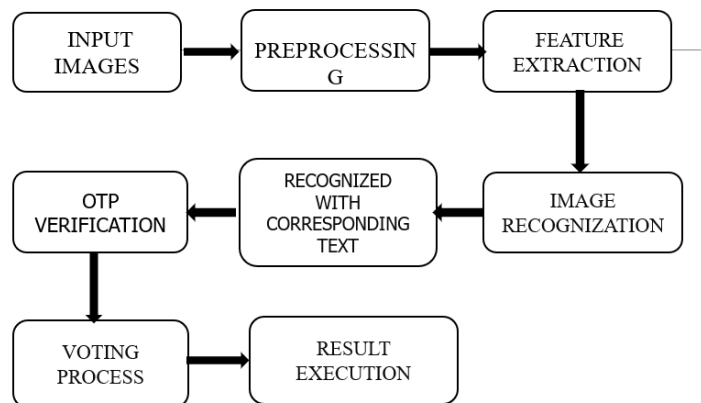 INPUT
IMAGES
PREPROCESSIN
G
FEATURE
EXTRACTION
IMAGE
RECOGNIZATION
RECOGNIZED
WITH
CORRESPONDING
TEXT
OTP
VERIFICATION
VOTING
PROCESS
RESULT
EXECUTION